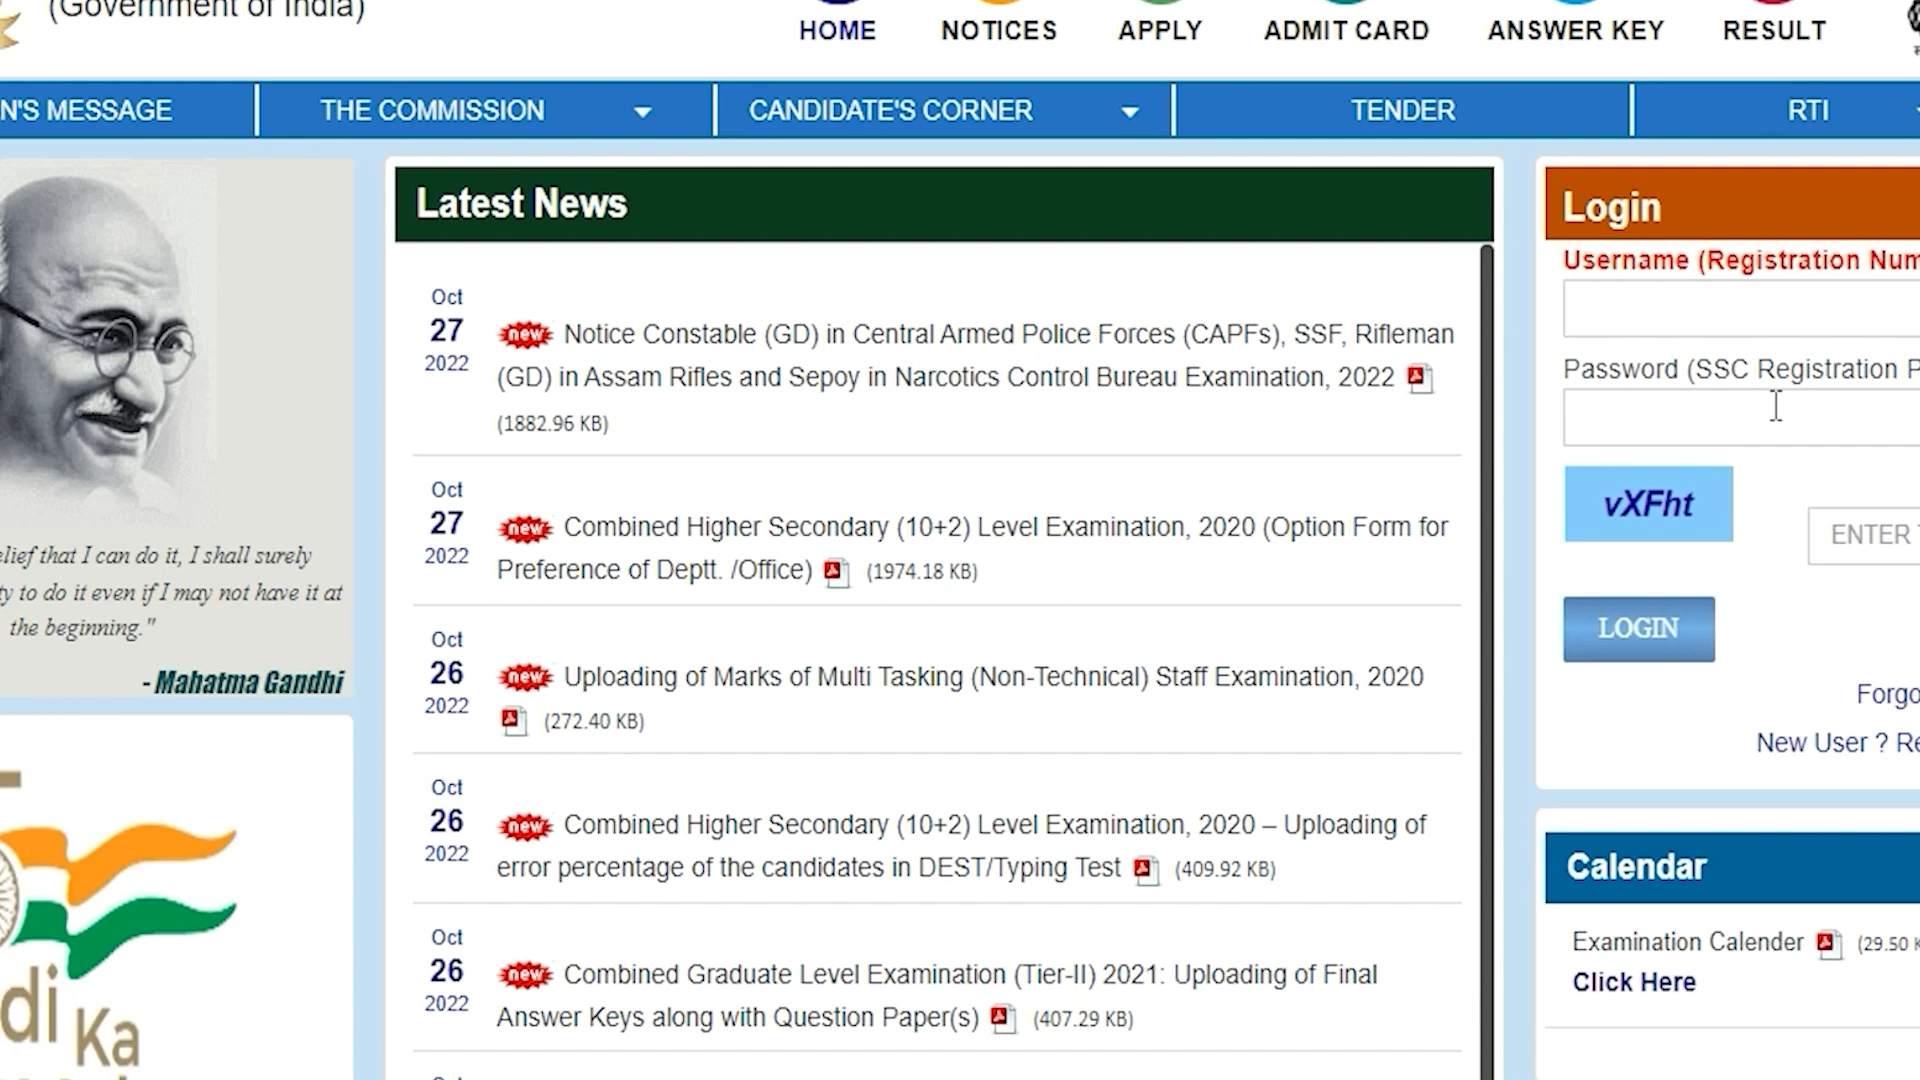 (Government of India)
HOME NOTICES APPLY ADMIT CARD ANSWER KEY RESULT
N'S MESSAGE THE COMMISSION CANDIDATE'S CORNER TENDER RTI
Latest News
Oct
27
2022
new Notice Constable (GD) in Central Armed Police Forces (CAPFs), SSF, Rifleman
(GD) in Assam Rifles and Sepoy in Narcotics Control Bureau Examination, 2022
(1882.96 KB)
Oct
27
2022
new Combined Higher Secondary (10+2) Level Examination, 2020 (Option Form for
Preference of Deptt. /Office) (1974.18 KB)
Oct
26
2022
new Uploading of Marks of Multi Tasking (Non-Technical) Staff Examination, 2020
(272.40 KB)
Oct
26
2022
new Combined Higher Secondary (10+2) Level Examination, 2020 – Uploading of
error percentage of the candidates in DEST/Typing Test (409.92 KB)
Oct
26
2022
new Combined Graduate Level Examination (Tier-II) 2021: Uploading of Final
Answer Keys along with Question Paper(s) (407.29 KB)
elief that I can do it, I shall surely
ty to do it even if I may not have it at
the beginning."
- Mahatma Gandhi
di Ka
Login
Username (Registration Num
Password (SSC Registration P
vXFht
ENTER
LOGIN
Forgo
New User ? Re
Calendar
Examination Calender (29.50 K
Click Here